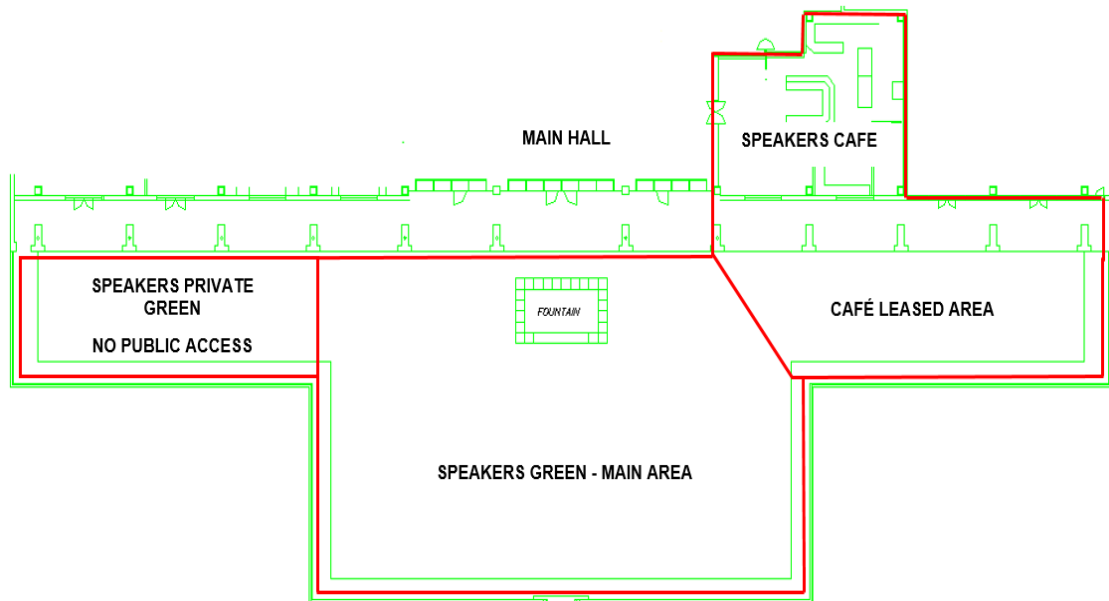 MAIN HALL
SPEAKERS CAFE
SPEAKERS PRIVATE
GREEN
NO PUBLIC ACCESS
FOUNTAIN
CAFÉ LEASED AREA
SPEAKERS GREEN - MAIN AREA